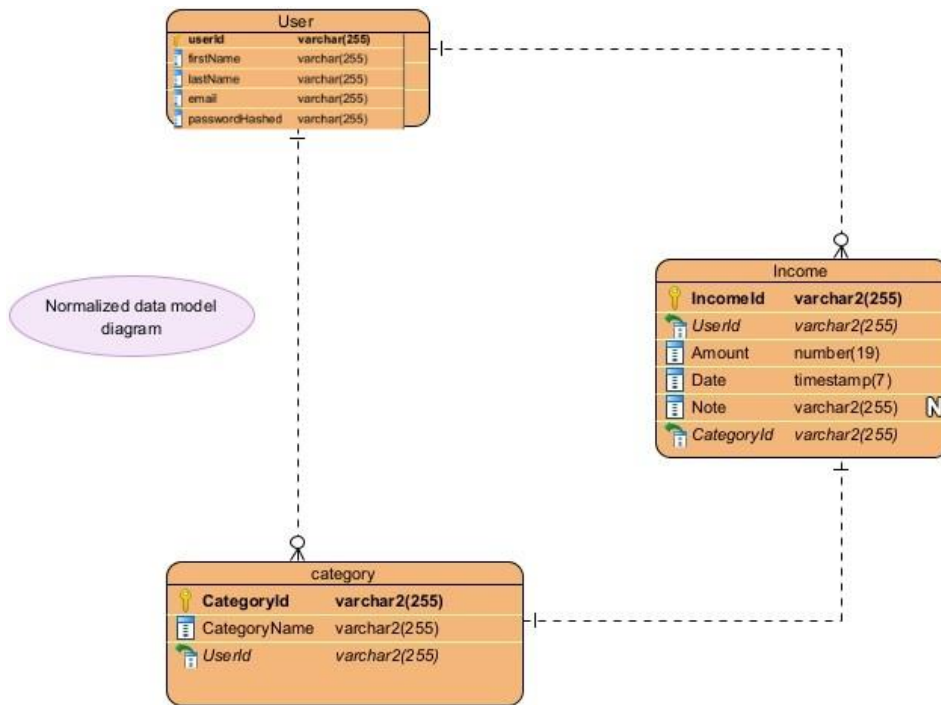 User
userId varchar(255)
firstName varchar(255)
lastName varchar(255)
email varchar(255)
passwordHashed varchar(255)
Normalized data model
diagram
Income
IncomeId varchar2(255)
UserId varchar2(255)
Amount number(19)
Date timestamp(7)
Note varchar2(255) N
CategoryId varchar2(255)
category
CategoryId varchar2(255)
CategoryName varchar2(255)
UserId varchar2(255)